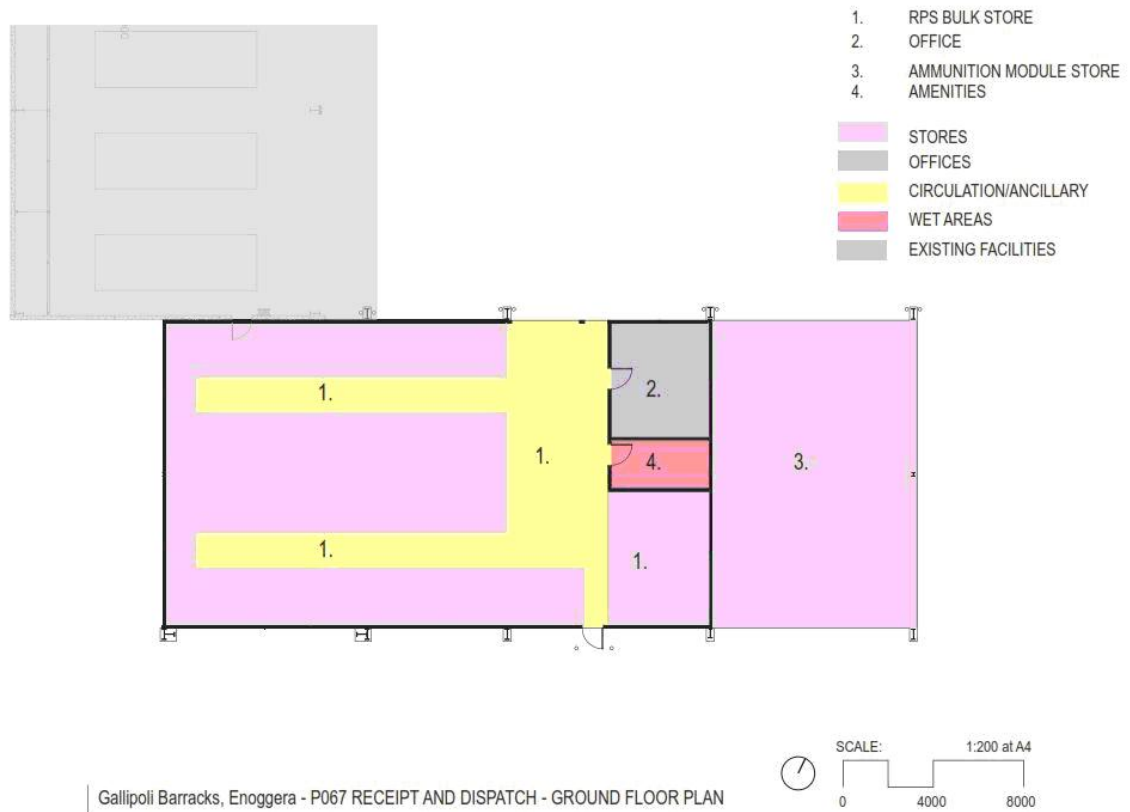 1. RPS BULK STORE
2. OFFICE
3. AMMUNITION MODULE STORE
4. AMENITIES
STORES
OFFICES
CIRCULATION/ANCILLARY
WET AREAS
EXISTING FACILITIES
1.
2.
1.
4.
3.
1.
1.
SCALE: 1:200 at A4
0 4000 8000
Gallipoli Barracks, Enoggera - P067 RECEIPT AND DISPATCH - GROUND FLOOR PLAN